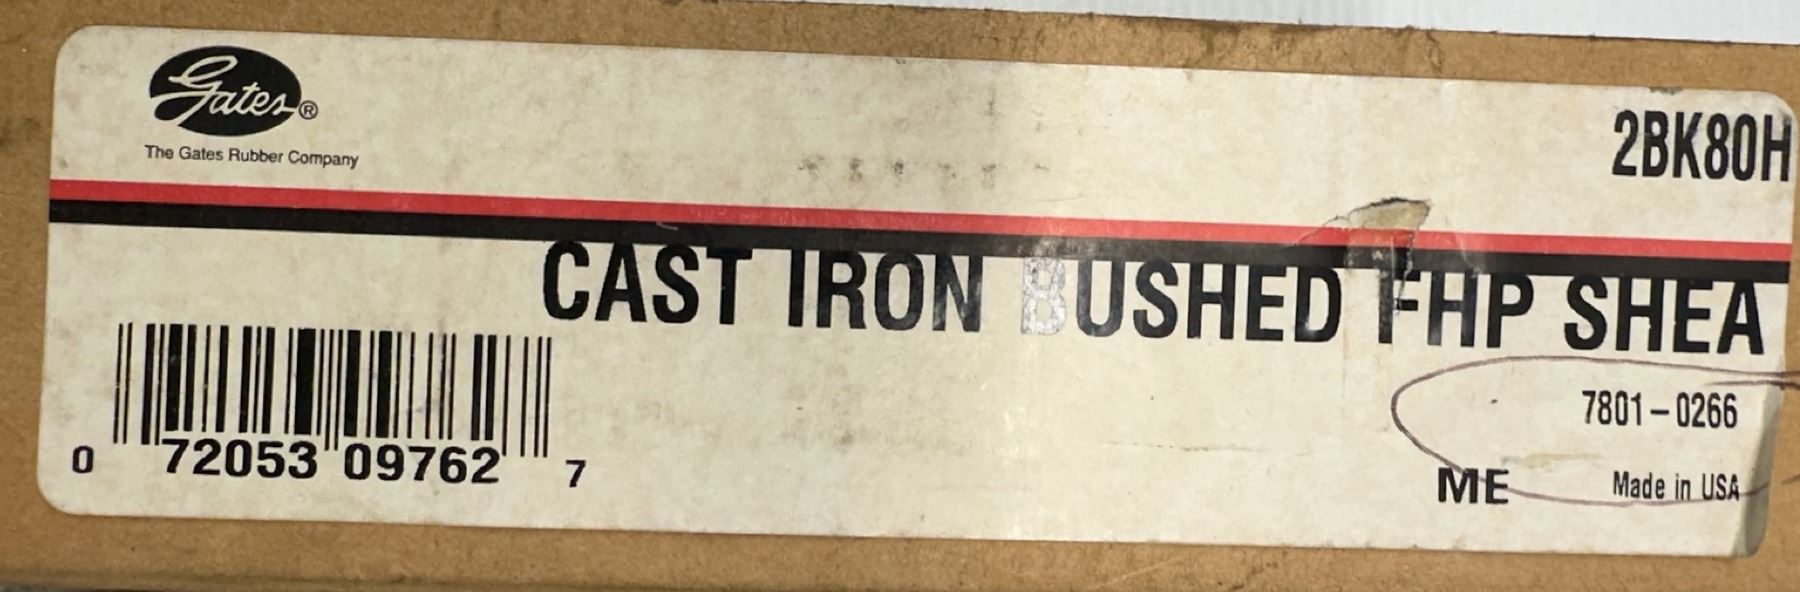 Gates®
The Gates Rubber Company
2BK80H
CAST IRON BUSHED FHP SHEA
7801-0266
ME Made in USA
0 72053 09762 7